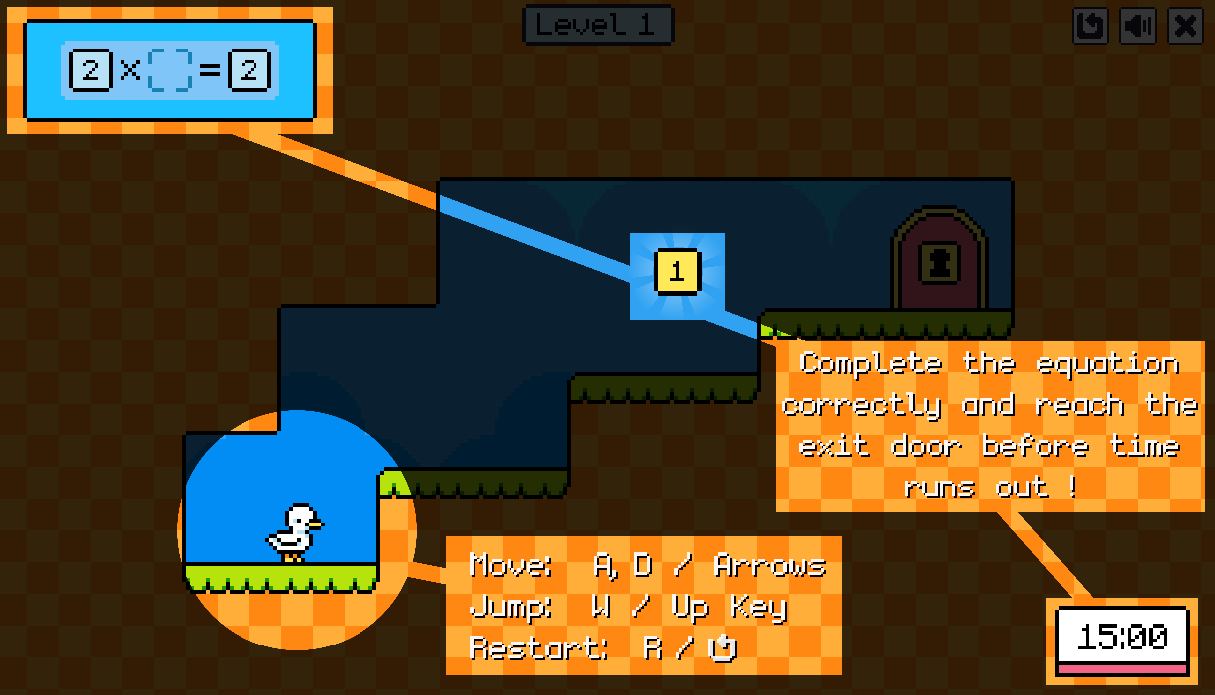 Level 1
2 × = 2
1
Complete the equation
correctly and reach the
exit door before time
runs out !
Move: A, D / Arrows
Jump: W / Up Key
Restart: R /
15:00